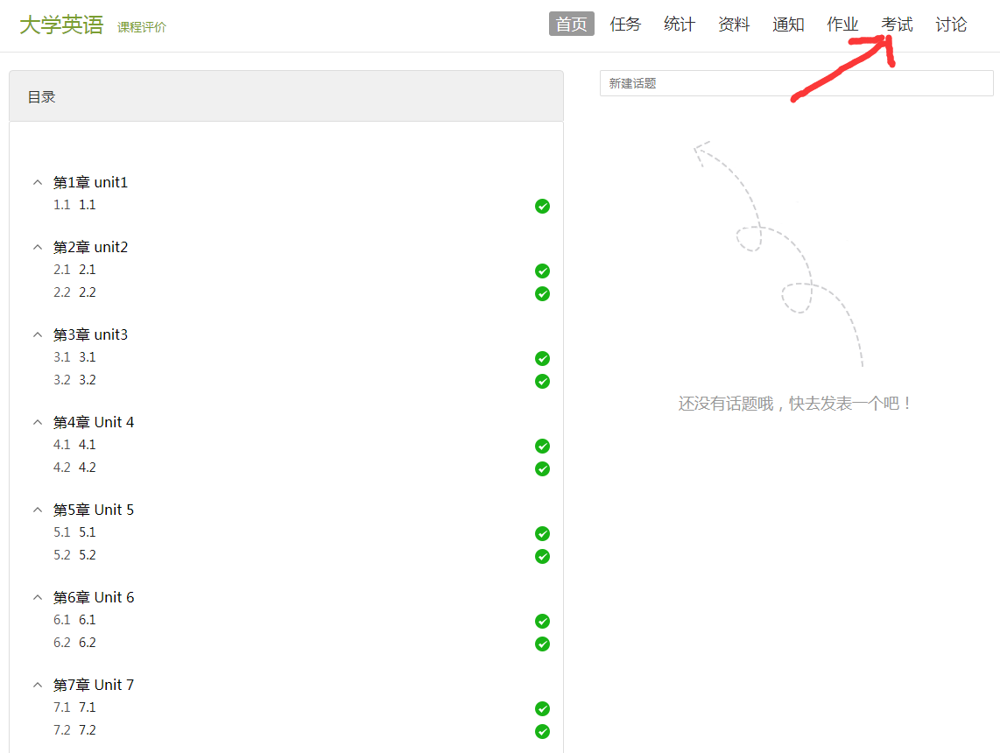 大学英语 课程评价 首页 任务 统计 资料 通知 作业 考试 讨论
目录
新建话题
第1章 unit1
1.1 1.1
第2章 unit2
2.1 2.1
2.2 2.2
第3章 unit3
3.1 3.1
3.2 3.2
第4章 Unit 4
4.1 4.1
4.2 4.2
第5章 Unit 5
5.1 5.1
5.2 5.2
第6章 Unit 6
6.1 6.1
6.2 6.2
第7章 Unit 7
7.1 7.1
7.2 7.2
还没有话题哦，快去发表一个吧！